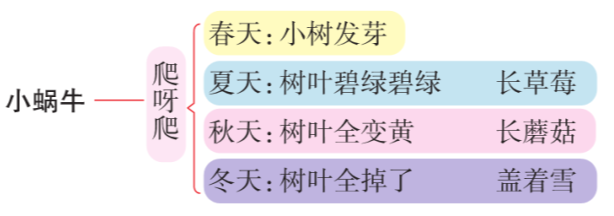 小蜗牛
爬呀爬
春天:小树发芽
夏天:树叶碧绿碧绿 长草莓
秋天:树叶全变黄 长蘑菇
冬天:树叶全掉了 盖着雪